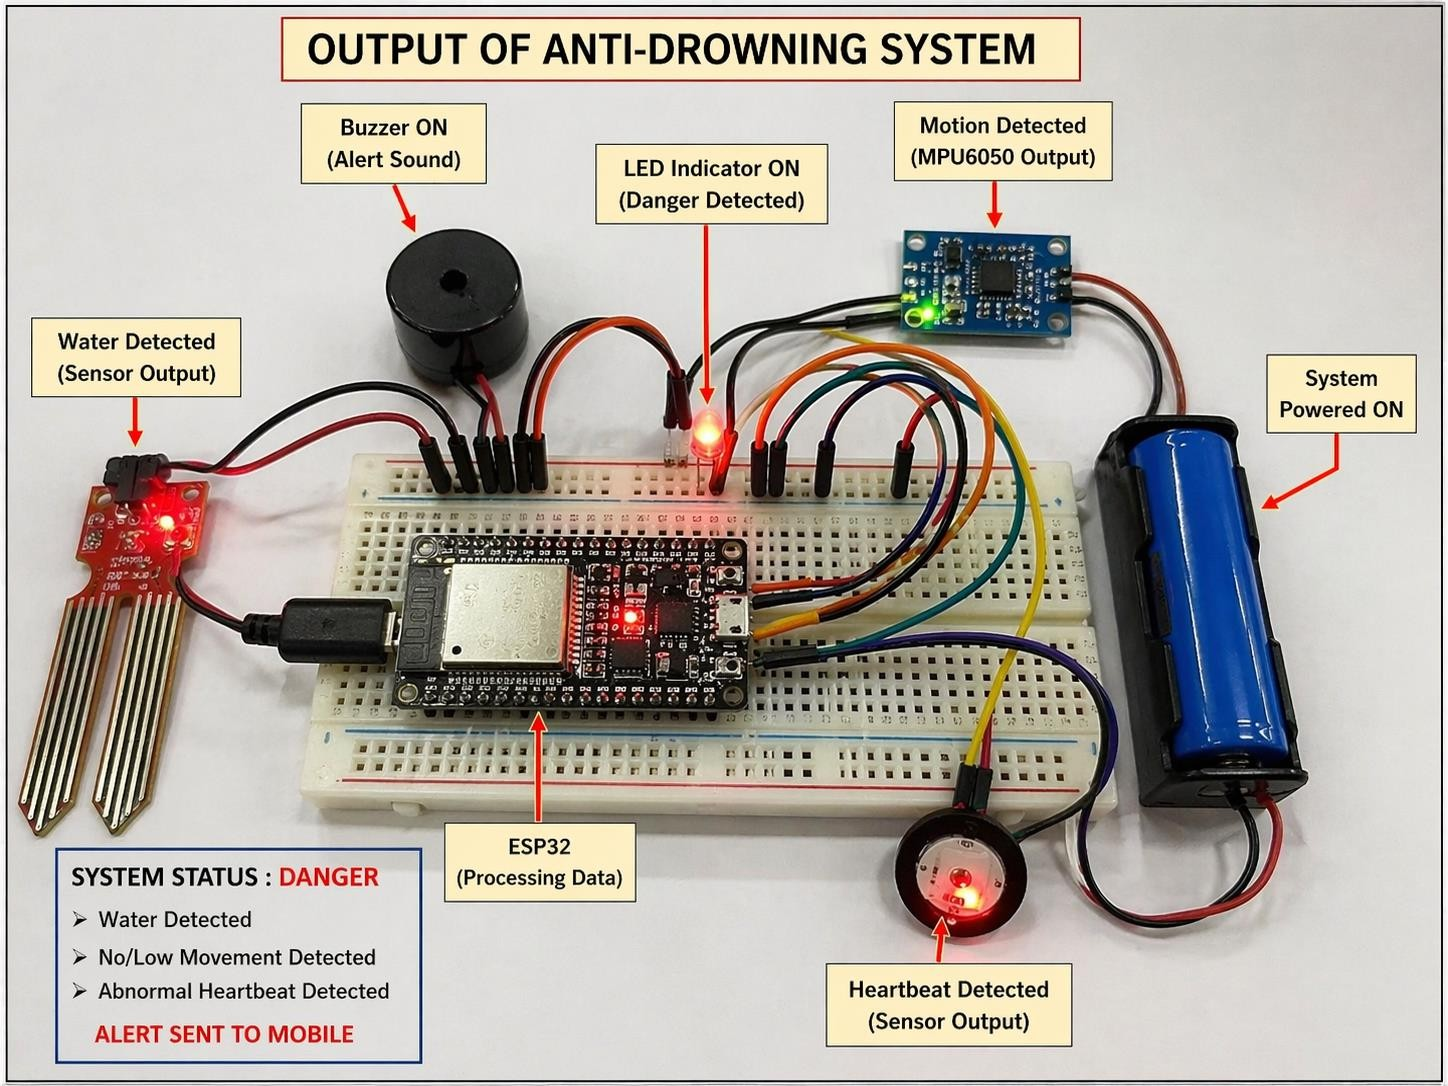 OUTPUT OF ANTI-DROWNING SYSTEM
Buzzer ON
(Alert Sound)
LED Indicator ON
(Danger Detected)
Motion Detected
(MPU6050 Output)
Water Detected
(Sensor Output)
System
Powered ON
ESP32
(Processing Data)
Heartbeat Detected
(Sensor Output)
SYSTEM STATUS : DANGER
➢ Water Detected
➢ No/Low Movement Detected
➢ Abnormal Heartbeat Detected
ALERT SENT TO MOBILE